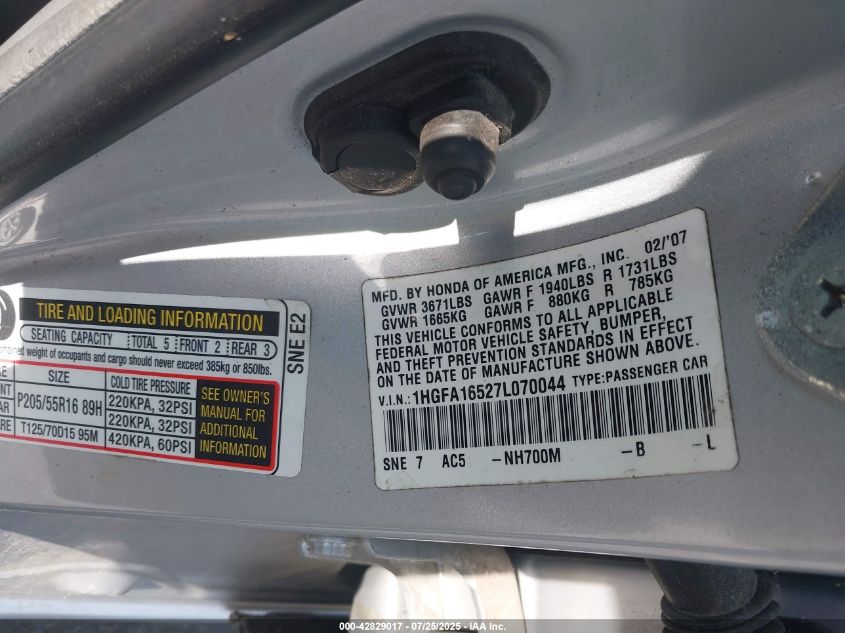 TIRE AND LOADING INFORMATION
SEATING CAPACITY TOTAL 5 FRONT 2 REAR 3
combined weight of occupants and cargo should never exceed 385kg or 850lbs.
SIZE COLD TIRE PRESSURE
P205/55R16 89H 220KPA, 32PSI
220KPA, 32PSI
T125/70D15 95M 420KPA, 60PSI
SEE OWNER'S
MANUAL FOR
ADDITIONAL
INFORMATION
SNE E2
MFD. BY HONDA OF AMERICA MFG., INC. 02/'07
GVWR 3671LBS GAWR F 1940LBS R 1731LBS
GVWR 1665KG GAWR F 880KG R 785KG
THIS VEHICLE CONFORMS TO ALL APPLICABLE
FEDERAL MOTOR VEHICLE SAFETY, BUMPER,
AND THEFT PREVENTION STANDARDS IN EFFECT
ON THE DATE OF MANUFACTURE SHOWN ABOVE.
V.I.N.: 1HGFA16527L070044 TYPE: PASSENGER CAR
SNE 7 AC5 -NH700M -B -L
000-42829017 - 07/25/2025 - IAAI.COM